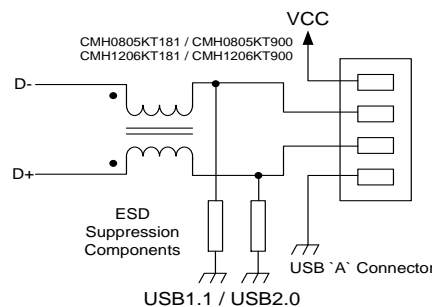 VCC
CMH0805KT181 / CMH0805KT900
CMH1206KT181 / CMH1206KT900
D-
D+
ESD
Suppression
Components
USB `A` Connector
USB1.1 / USB2.0